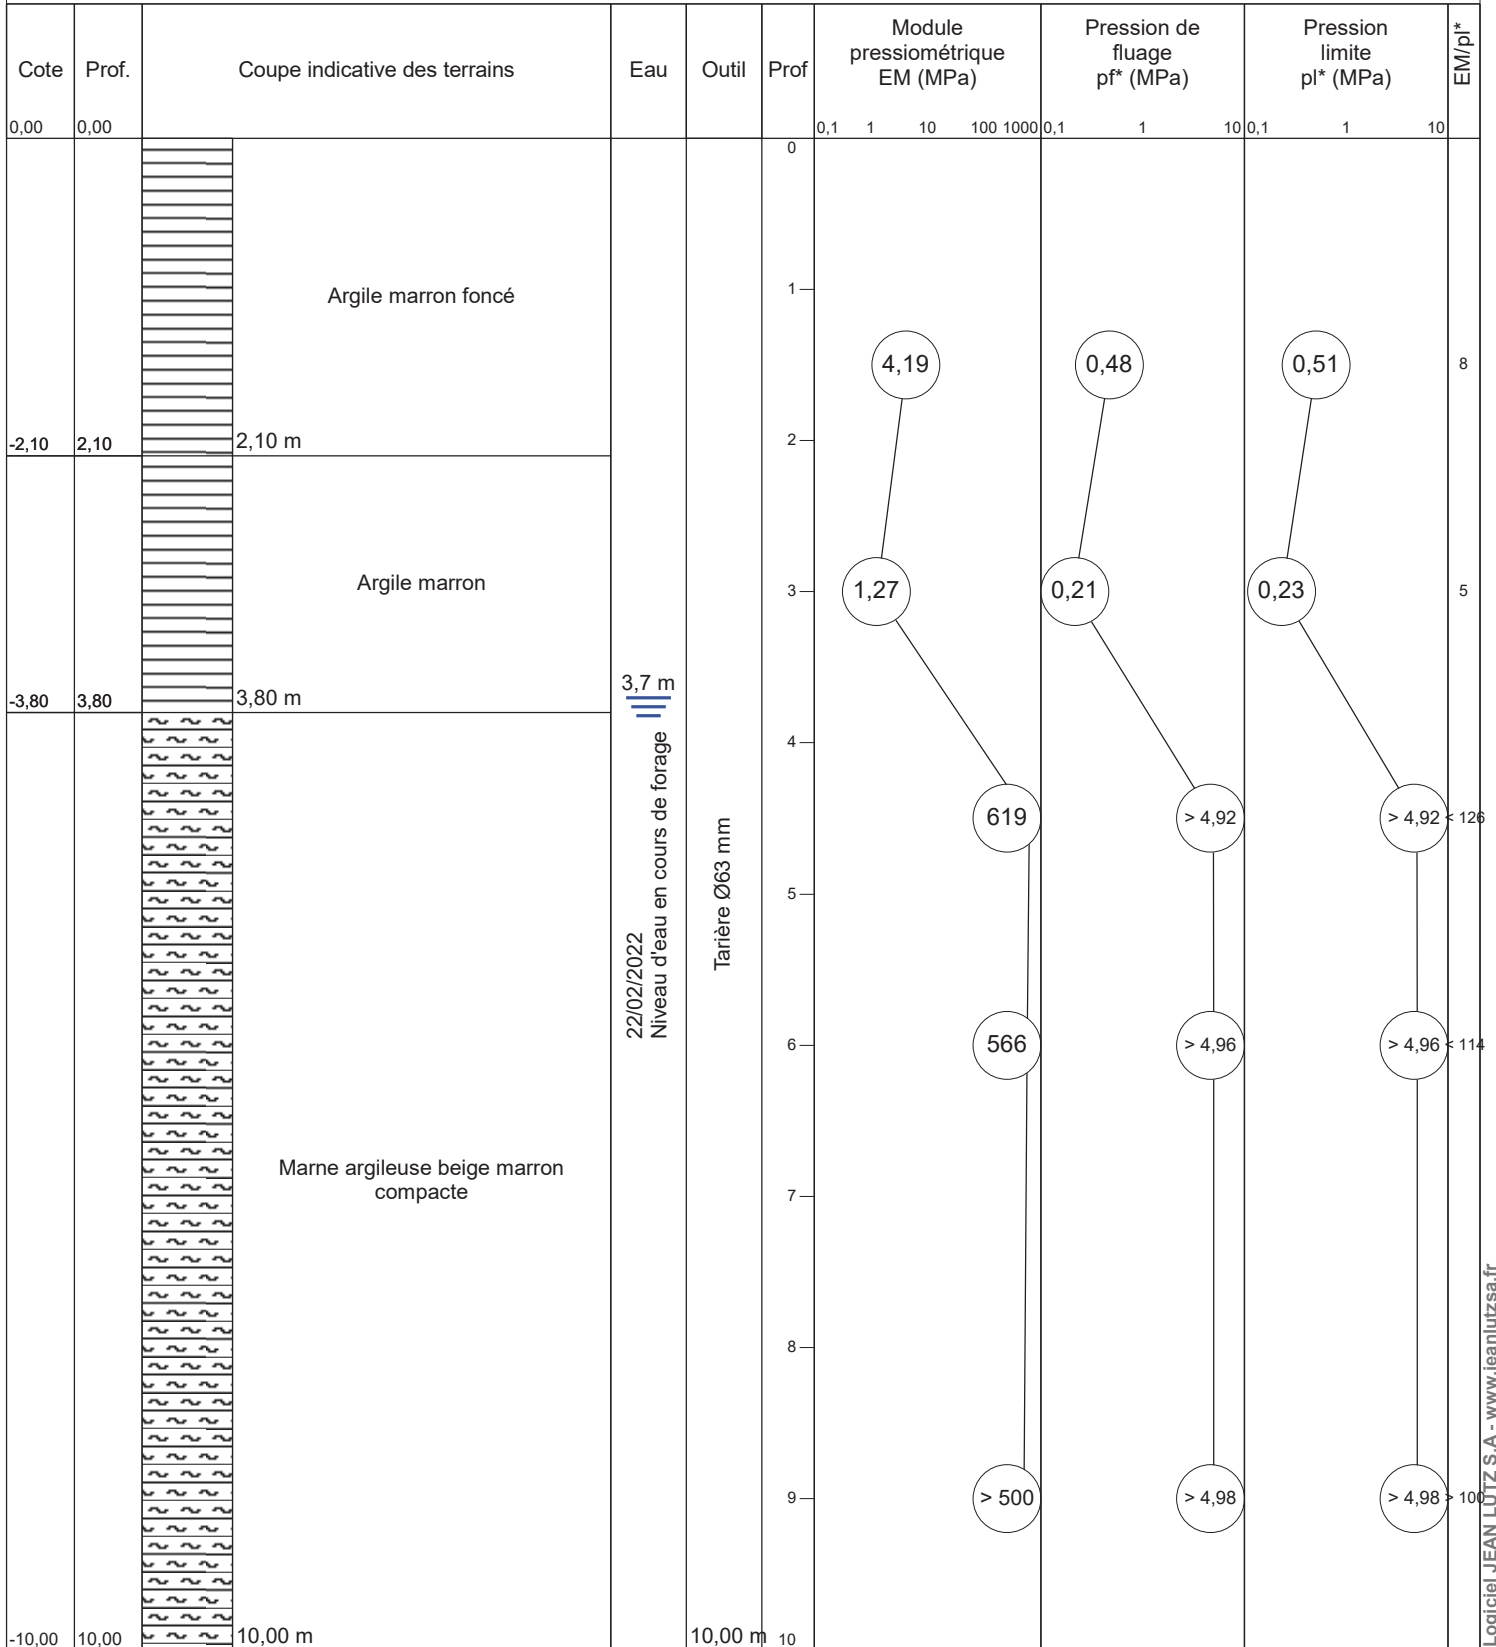 Cote
Prof.
Coupe indicative des terrains
Eau
Outil
Prof
Module
pressiométrique
EM (MPa)
Pression de
fluage
pf* (MPa)
Pression
limite
pl* (MPa)
EM/pl*
0,00
0,00
0,1 1 10 100 1000
0,1 1 10
0,1 1 10
0
Argile marron foncé
1
4,19
0,48
0,51
8
2
-2,10
2,10
2,10 m
Argile marron
3
1,27
0,21
0,23
5
3,7 m
-3,80
3,80
3,80 m
4
22/02/2022
Niveau d'eau en cours de forage
Tarière Ø63 mm
619
> 4,92
> 4,92
< 126
5
6
566
> 4,96
> 4,96
< 114
Marne argileuse beige marron
compacte
7
8
9
> 500
> 4,98
> 4,98
> 100
-10,00
10,00
10,00 m
10,00 m
10
Logiciel JEAN LUTZ S.A - www.jeanlutzsa.fr